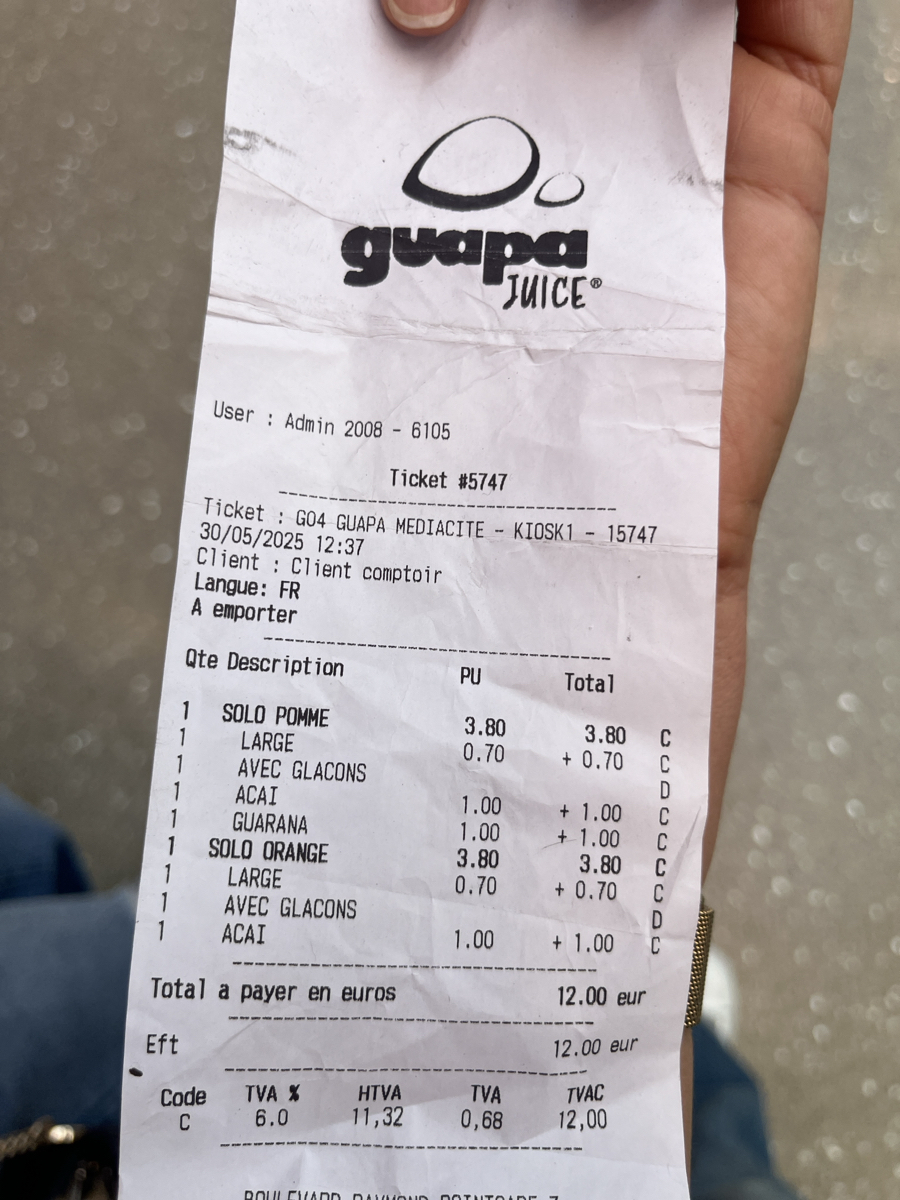 guapa
JUICE®
User : Admin 2008 - 6105
Ticket #5747
Ticket : GO4 GUAPA MEDIACITE - KIOSK1 - 15747
30/05/2025 12:37
Client : Client comptoir
Langue: FR
A emporter
Qte Description PU Total
1 SOLO POMME 3.80 3.80 C
1 LARGE 0.70 + 0.70 C
1 AVEC GLACONS D
1 ACAI 1.00 + 1.00 C
1 GUARANA 1.00 + 1.00 C
1 SOLO ORANGE 3.80 3.80 C
1 LARGE 0.70 + 0.70 C
1 AVEC GLACONS D
1 ACAI 1.00 + 1.00 C
Total a payer en euros 12.00 eur
Eft 12.00 eur
Code TVA % HTVA TVA TVAC
C 6.0 11,32 0,68 12,00
BOULEVARD RAYMOND POINCARE 7